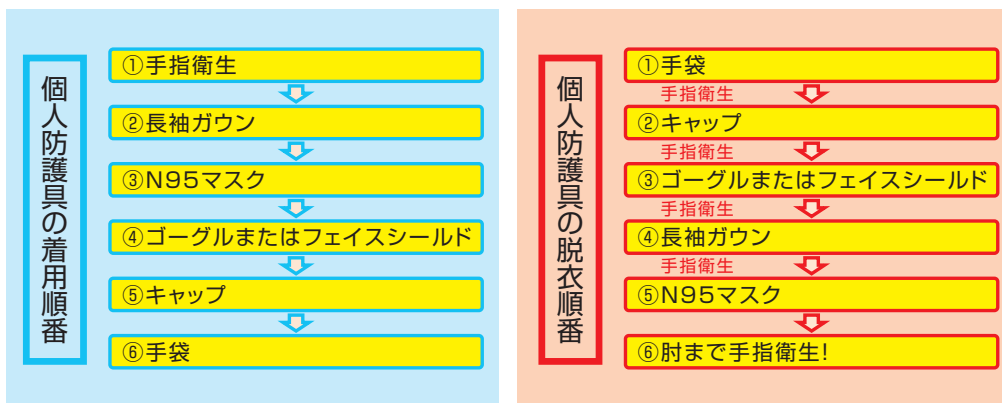 個人防護具の着用順番
①手指衛生
②長袖ガウン
③N95マスク
④ゴーグルまたはフェイスシールド
⑤キャップ
⑥手袋
個人防護具の脱衣順番
①手袋
手指衛生
②キャップ
手指衛生
③ゴーグルまたはフェイスシールド
手指衛生
④長袖ガウン
手指衛生
⑤N95マスク
⑥肘まで手指衛生!